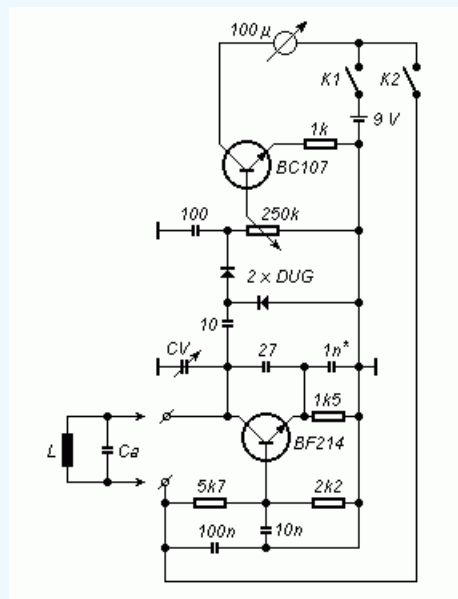 100 µ
K1
K2
9 V
1k
BC107
100
250k
2 x DUG
10
CV
27
1n*
1k5
BF214
L
Ca
5k7
2k2
100n
10n